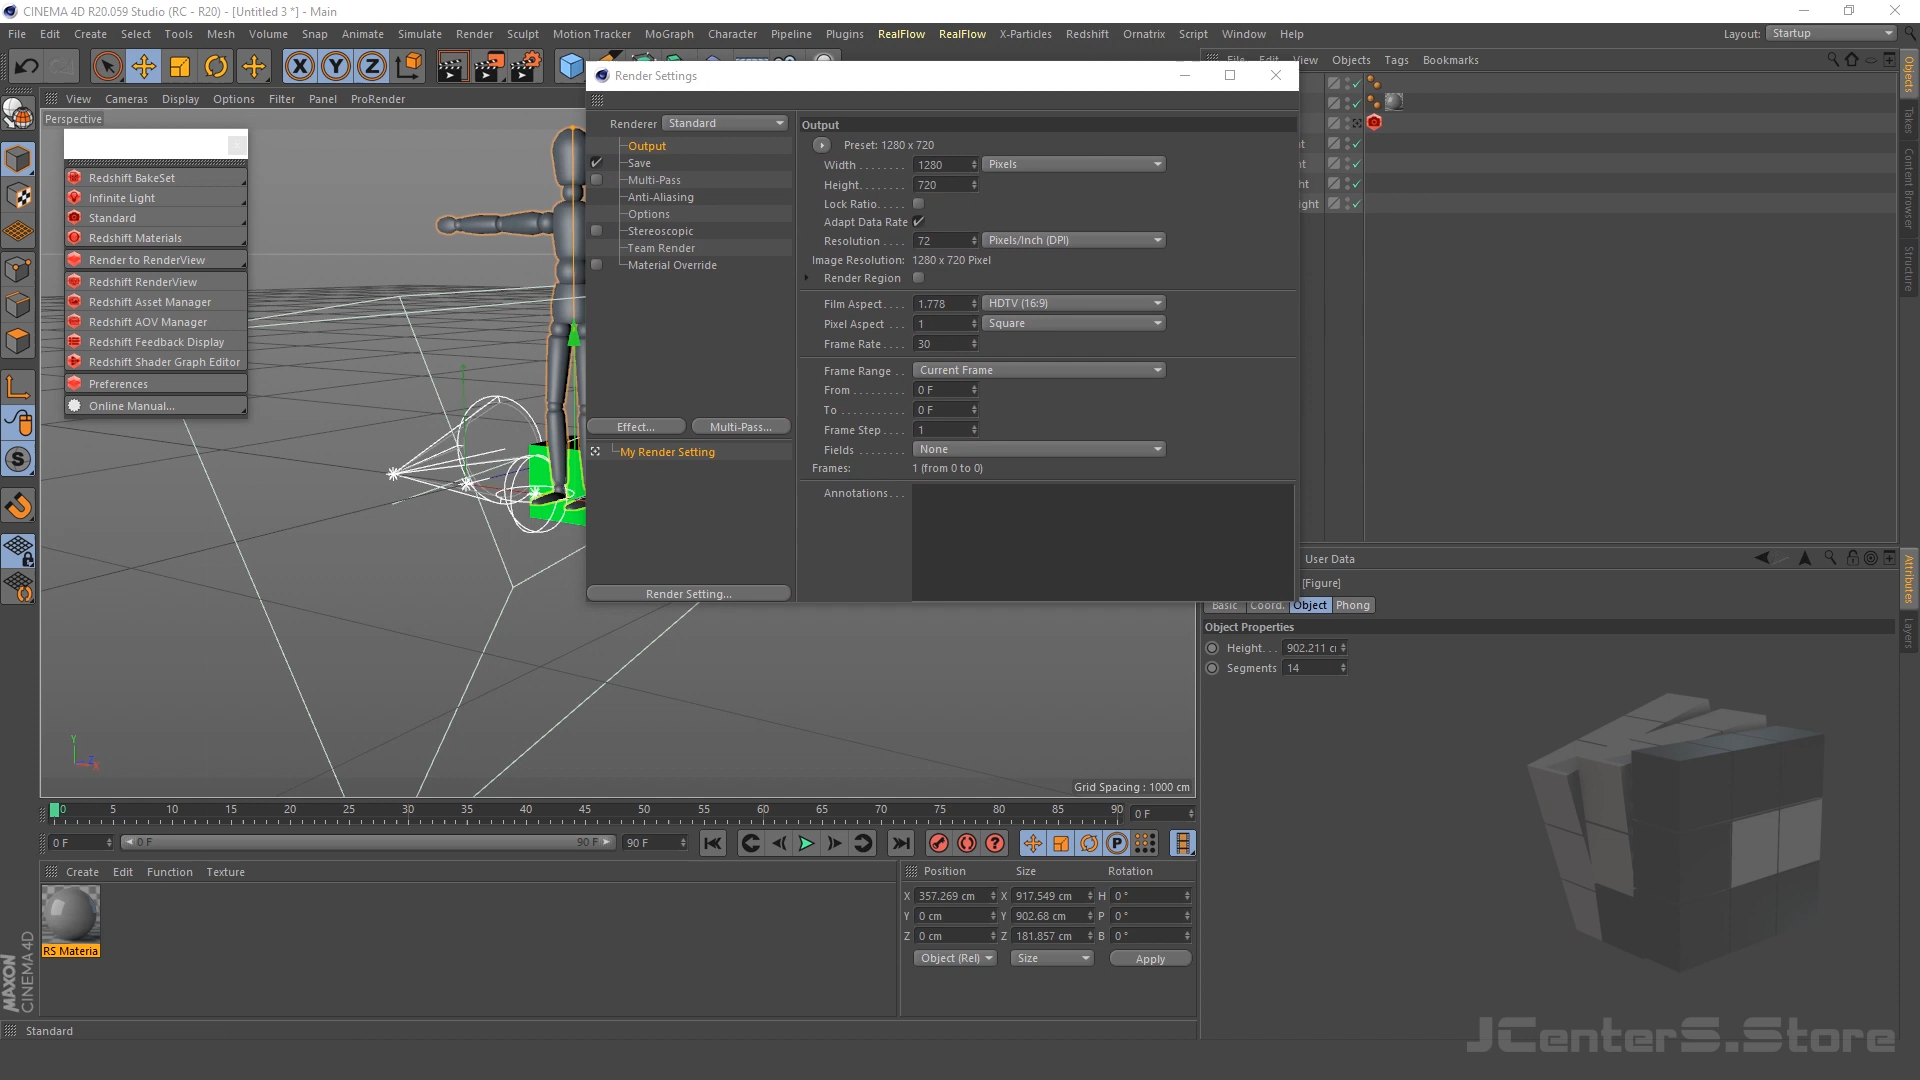 CINEMA 4D R20.059 Studio (RC - R20) - [Untitled 3 *] - Main
File Edit Create Select Tools Mesh Volume Snap Animate Simulate Render Sculpt Motion Tracker MoGraph Character Pipeline Plugins RealFlow RealFlow X-Particles Redshift Ornatrix Script Window Help
Layout: Startup
Edit View Objects Tags Bookmarks
Render Settings
View Cameras Display Options Filter Panel ProRender
Perspective
Redshift BakeSet
Infinite Light
Standard
Redshift Materials
Render to RenderView
Redshift RenderView
Redshift Asset Manager
Redshift AOV Manager
Redshift Feedback Display
Redshift Shader Graph Editor
Preferences
Online Manual...
Renderer Standard
Output
Save
Multi-Pass
Anti-Aliasing
Options
Stereoscopic
Team Render
Material Override
Effect... Multi-Pass...
My Render Setting
Render Setting...
Output
Preset: 1280 x 720
Width . . . . . . . . 1280 Pixels
Height. . . . . . . . 720
Lock Ratio. . . . .
Adapt Data Rate
Resolution . . . . 72 Pixels/Inch (DPI)
Image Resolution: 1280 x 720 Pixel
Render Region
Film Aspect. . . . 1.778 HDTV (16:9)
Pixel Aspect . . . 1 Square
Frame Rate. . . . 30
Frame Range . . Current Frame
From . . . . . . . . . 0 F
To . . . . . . . . . . . 0 F
Frame Step. . . . 1
Fields . . . . . . . . None
Frames: 1 (from 0 to 0)
Annotations. . .
Objects
Takes
Content Browser
Structure
User Data
[Figure]
Basic Coord. Object Phong
Object Properties
Height. . . 902.211 c
Segments 14
Attributes
Layers
Y
Z
X
Grid Spacing : 1000 cm
0 5 10 15 20 25 30 35 40 45 50 55 60 65 70 75 80 85 90 0 F
0 F 0 F 90 F 90 F
Create Edit Function Texture
RS Materia
Position Size Rotation
X 357.269 cm X 917.549 cm H 0 °
Y 0 cm Y 902.68 cm P 0 °
Z 0 cm Z 181.857 cm B 0 °
Object (Rel) Size Apply
MAXON
CINEMA 4D
Standard
JCenterS.Store